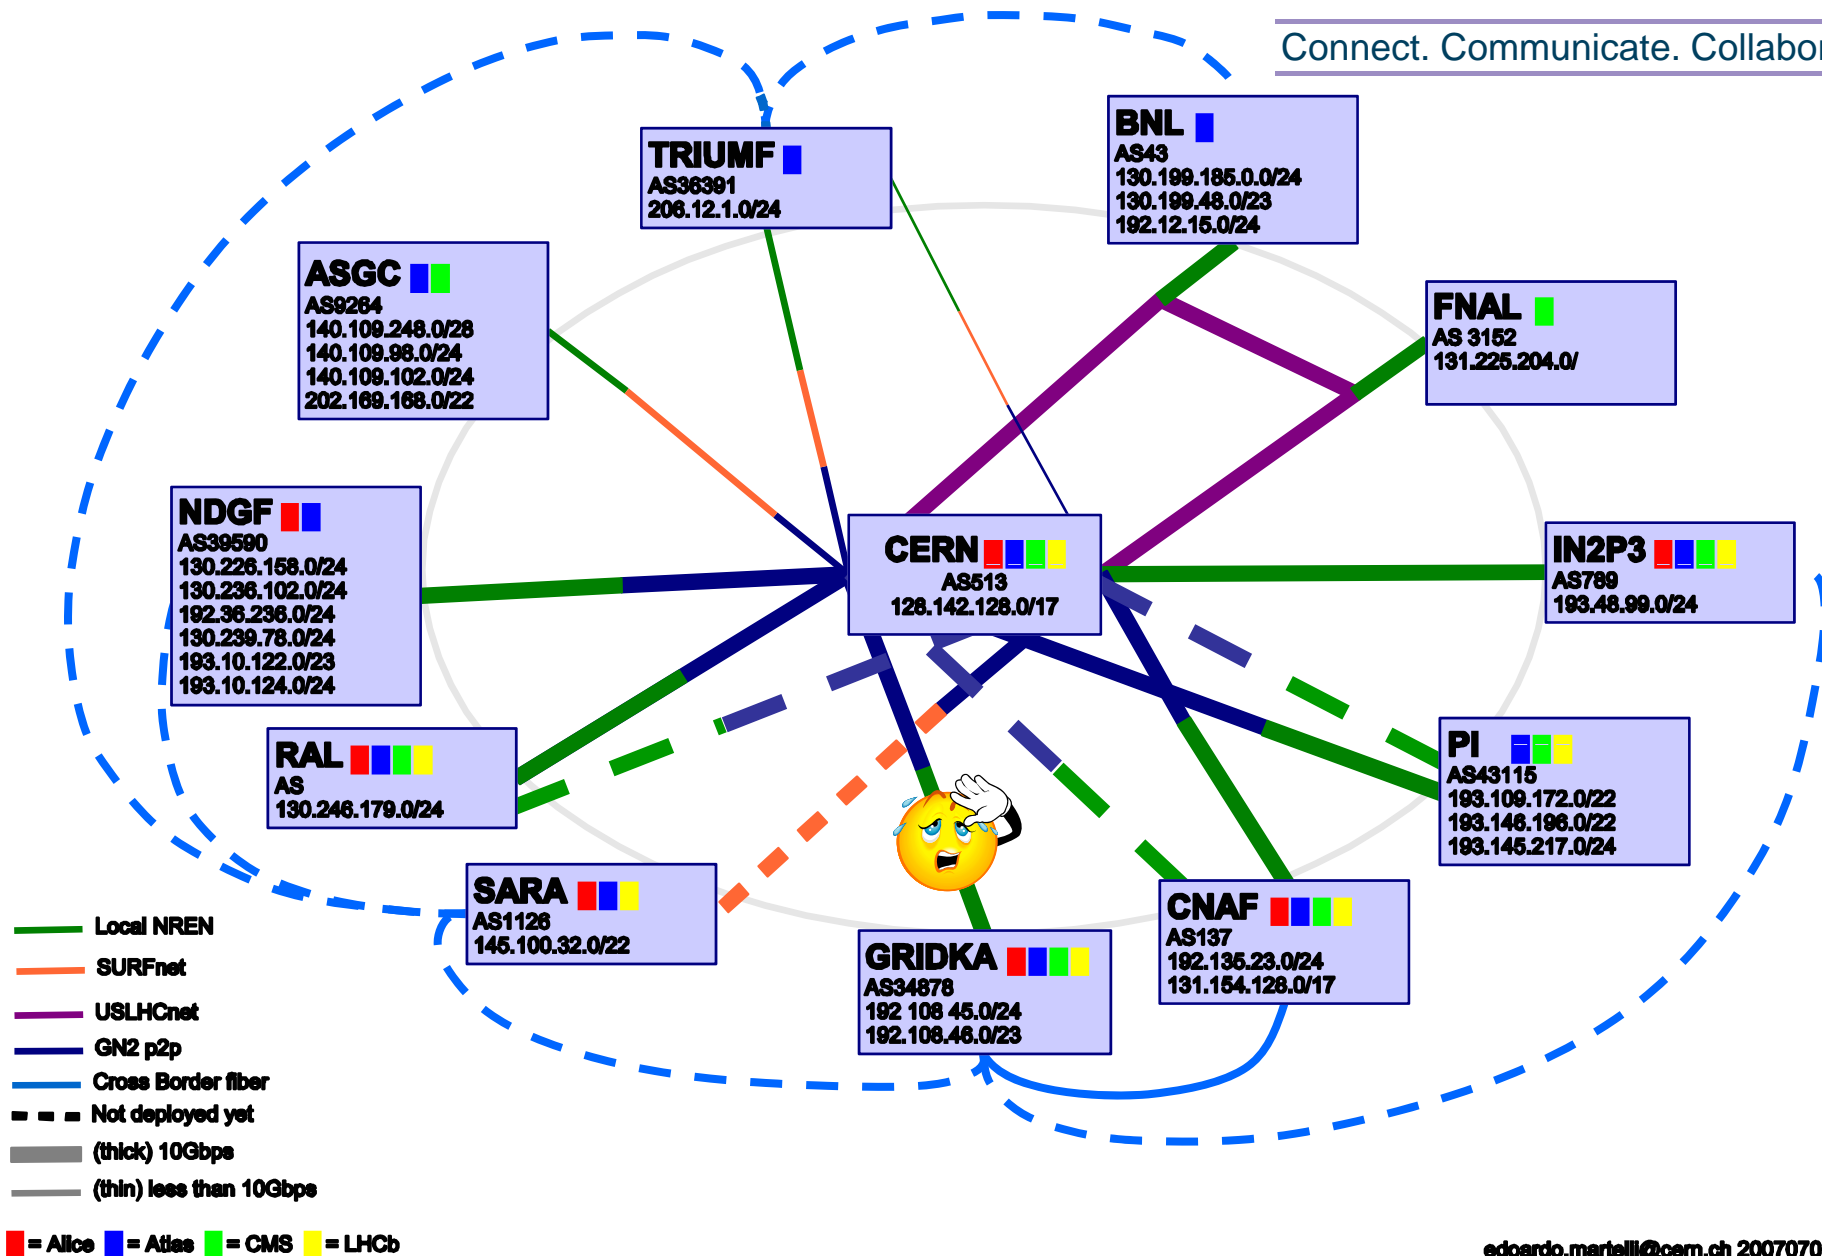 Connect. Communicate. Collabor
BNL
AS43
130.199.185.0.0/24
130.199.48.0/23
192.12.15.0/24
TRIUMF
AS36391
206.12.1.0/24
ASGC
AS9264
140.109.248.0/28
140.109.98.0/24
140.109.102.0/24
202.169.168.0/22
FNAL
AS 3152
131.225.204.0/
NDGF
AS39590
130.226.158.0/24
130.236.102.0/24
192.36.236.0/24
130.239.78.0/24
193.10.122.0/23
193.10.124.0/24
CERN
AS513
128.142.128.0/17
IN2P3
AS789
193.48.99.0/24
RAL
AS
130.246.179.0/24
PI
AS43115
193.109.172.0/22
193.146.196.0/22
193.145.217.0/24
SARA
AS1126
145.100.32.0/22
GRIDKA
AS34878
192 108 45.0/24
192.108.46.0/23
CNAF
AS137
192.135.23.0/24
131.154.128.0/17
Local NREN
SURFnet
USLHCnet
GN2 p2p
Cross Border fiber
Not deployed yet
(thick) 10Gbps
(thin) less than 10Gbps
= Alice = Atlas = CMS = LHCb
edoardo.martelli@cern.ch 2007070